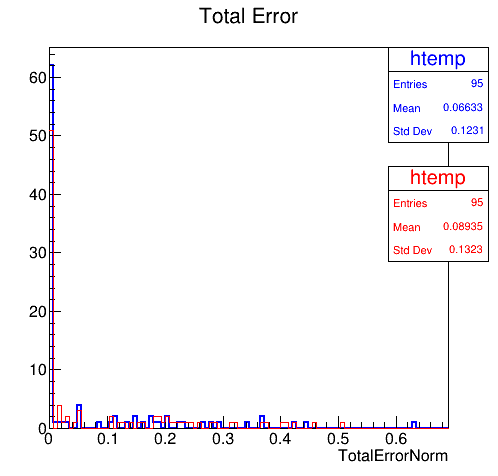 Total Error
htemp
Entries 95
Mean 0.06633
Std Dev 0.1231
htemp
Entries 95
Mean 0.08935
Std Dev 0.1323
60
50
40
30
20
10
0
0 0.1 0.2 0.3 0.4 0.5 0.6
TotalErrorNorm